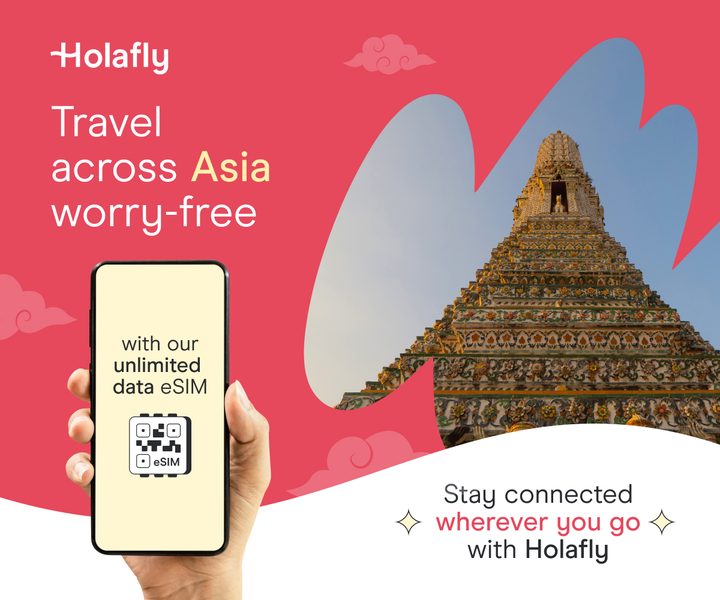 Holafly
Travel
across Asia
worry-free
with our
unlimited
data eSIM
eSIM
Stay connected
wherever you go
with Holafly